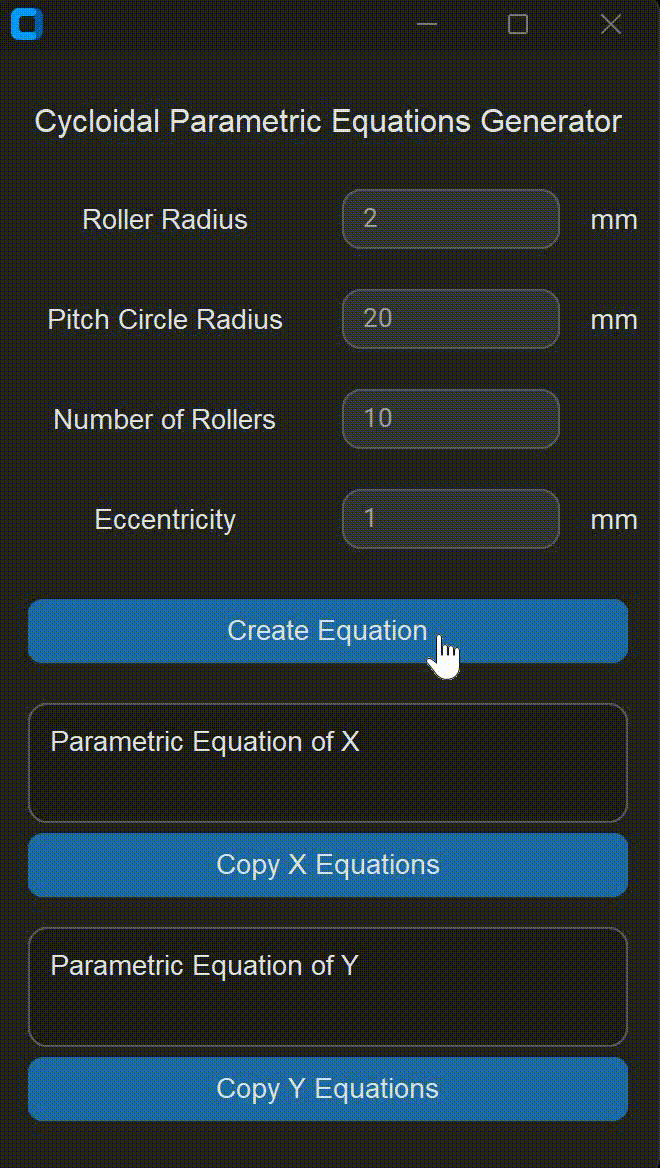 Cycloidal Parametric Equations Generator
Roller Radius 2 mm
Pitch Circle Radius 20 mm
Number of Rollers 10
Eccentricity 1 mm
Create Equation
Parametric Equation of X
Copy X Equations
Parametric Equation of Y
Copy Y Equations